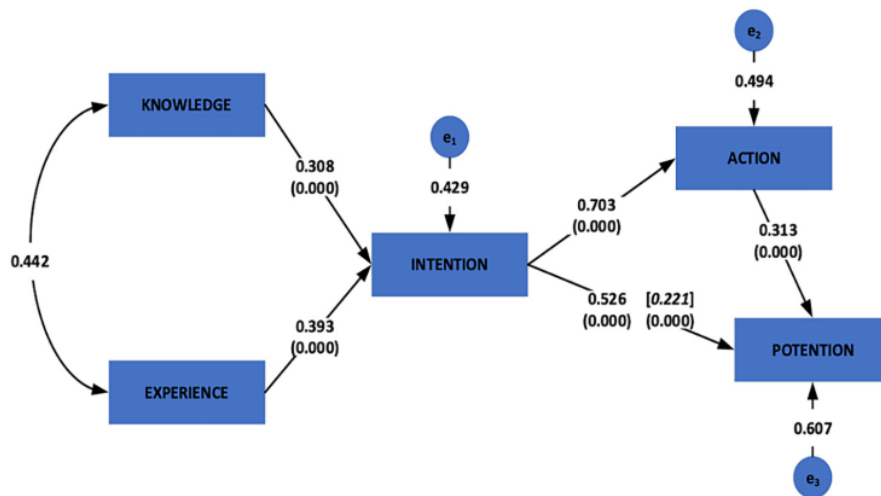 e2
0.494
KNOWLEDGE
e1
ACTION
0.308
(0.000)
0.429
0.703
(0.000)
0.313
(0.000)
0.442
INTENTION
0.526 [0.221]
(0.000) (0.000)
0.393
(0.000)
POTENTION
EXPERIENCE
0.607
e3